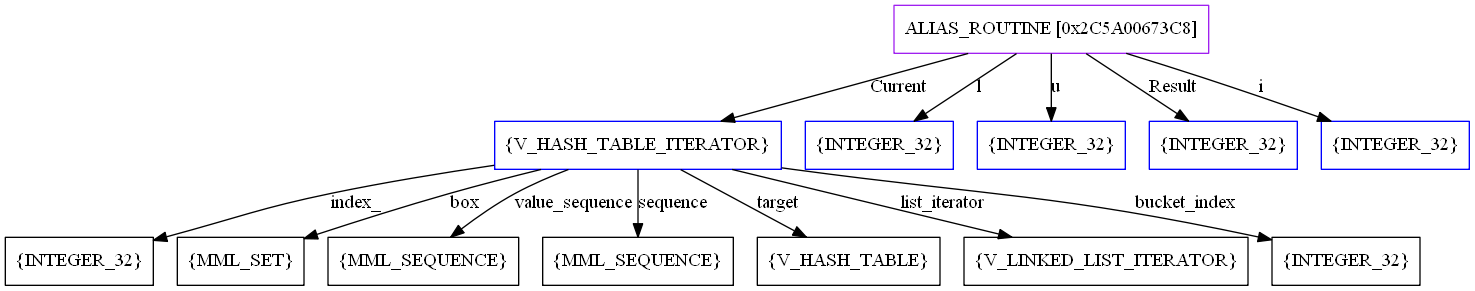 ALIAS_ROUTINE [0x2C5A00673C8]
Current
l
u
Result
i
{V_HASH_TABLE_ITERATOR}
{INTEGER_32}
{INTEGER_32}
{INTEGER_32}
{INTEGER_32}
index_
box
value_sequence
sequence
target
list_iterator
bucket_index
{INTEGER_32}
{MML_SET}
{MML_SEQUENCE}
{MML_SEQUENCE}
{V_HASH_TABLE}
{V_LINKED_LIST_ITERATOR}
{INTEGER_32}